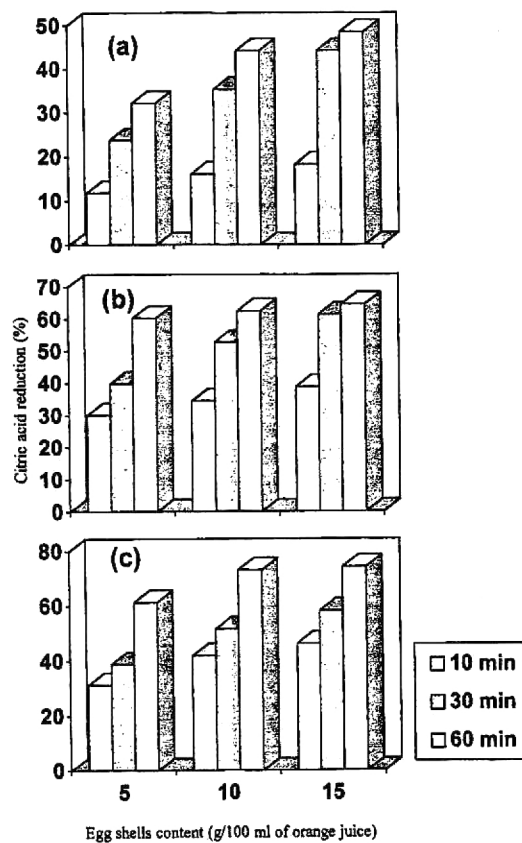 (a)
50
40
30
20
10
0
Citric acid reduction (%)
(b)
70
60
50
40
30
20
10
0
(c)
80
60
40
20
0
5 10 15
10 min
30 min
60 min
Egg shells content (g/100 ml of orange juice)